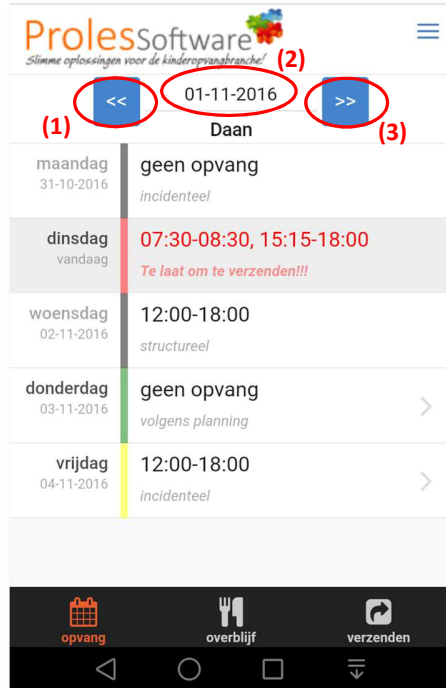 ProlesSoftware
Slimme oplossingen voor de kinderopvangbranche!
(2)
<< 01-11-2016 >>
(1) (3)
Daan
maandag geen opvang
31-10-2016 incidenteel
dinsdag 07:30-08:30, 15:15-18:00
vandaag Te laat om te verzenden!!!
woensdag 12:00-18:00
02-11-2016 structureel
donderdag geen opvang
03-11-2016 volgens planning
vrijdag 12:00-18:00
04-11-2016 incidenteel
opvang overblijf verzenden